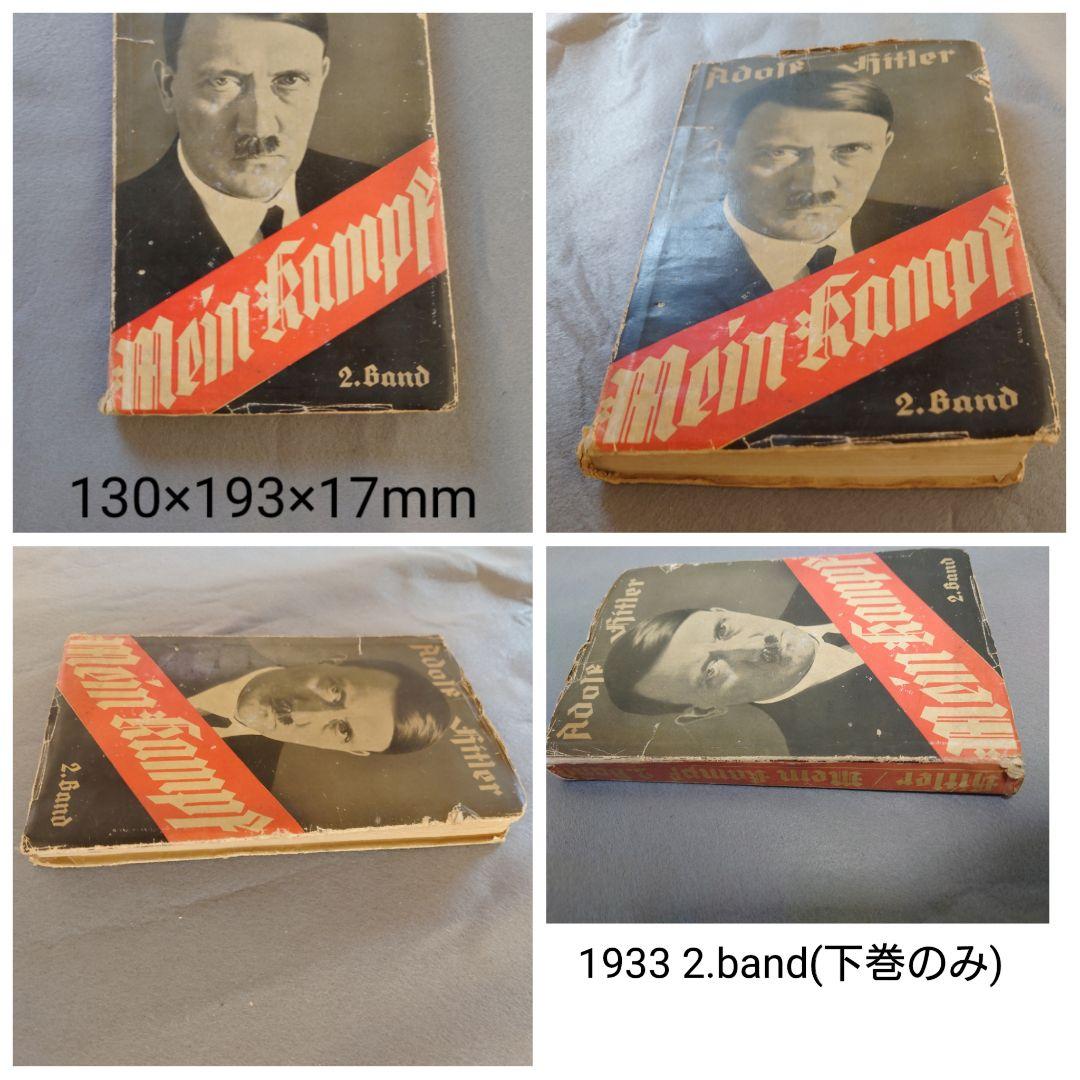 Mein Kampf
2. Band
130×193×17mm
Adolf Hitler
Mein Kampf
2. Band
Adolf Hitler
Mein Kampf
2. Band
Adolf Hitler
Mein Kampf
2. Band
Hitler / Mein Kampf
1933 2.band(下巻のみ)